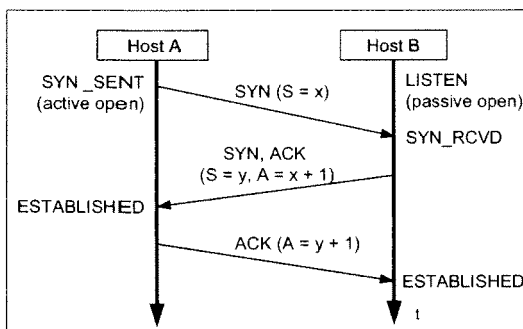 Host A
Host B
SYN_SENT
(active open)
SYN (S = x)
LISTEN
(passive open)
SYN_RCVD
SYN, ACK
(S = y, A = x + 1)
ESTABLISHED
ACK (A = y + 1)
ESTABLISHED
t